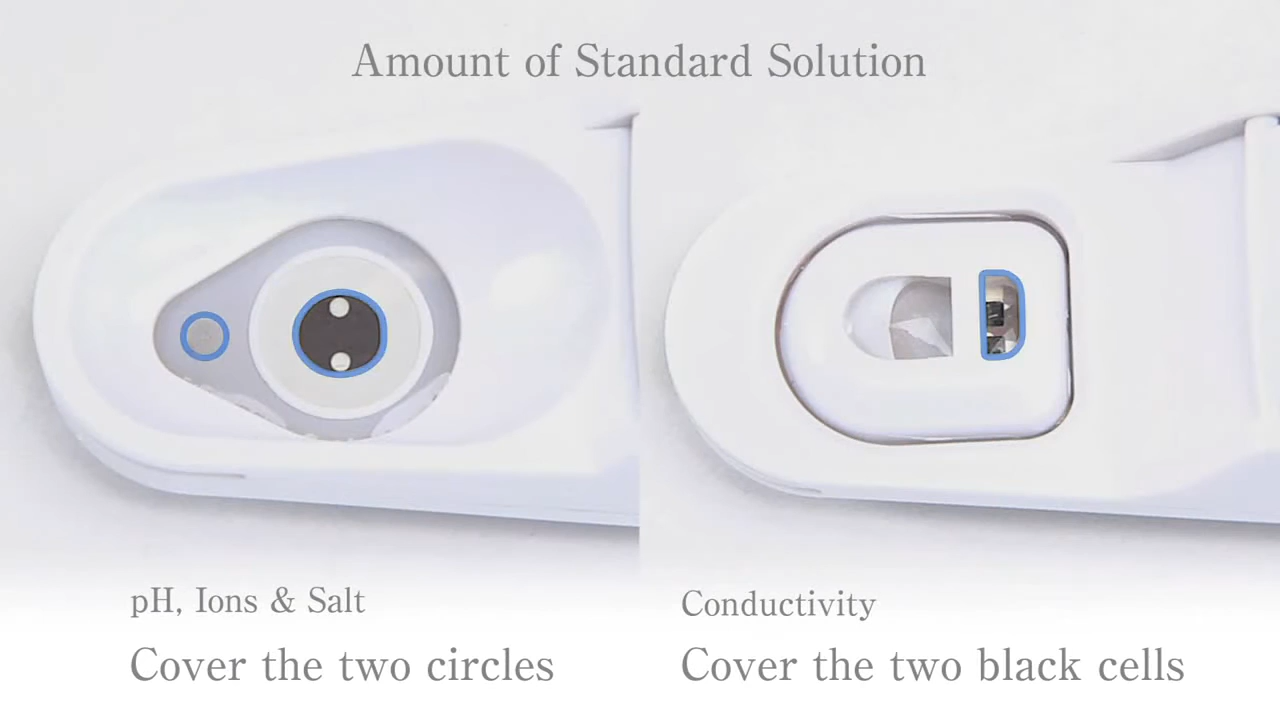 Amount of Standard Solution
pH, Ions & Salt
Cover the two circles
Conductivity
Cover the two black cells